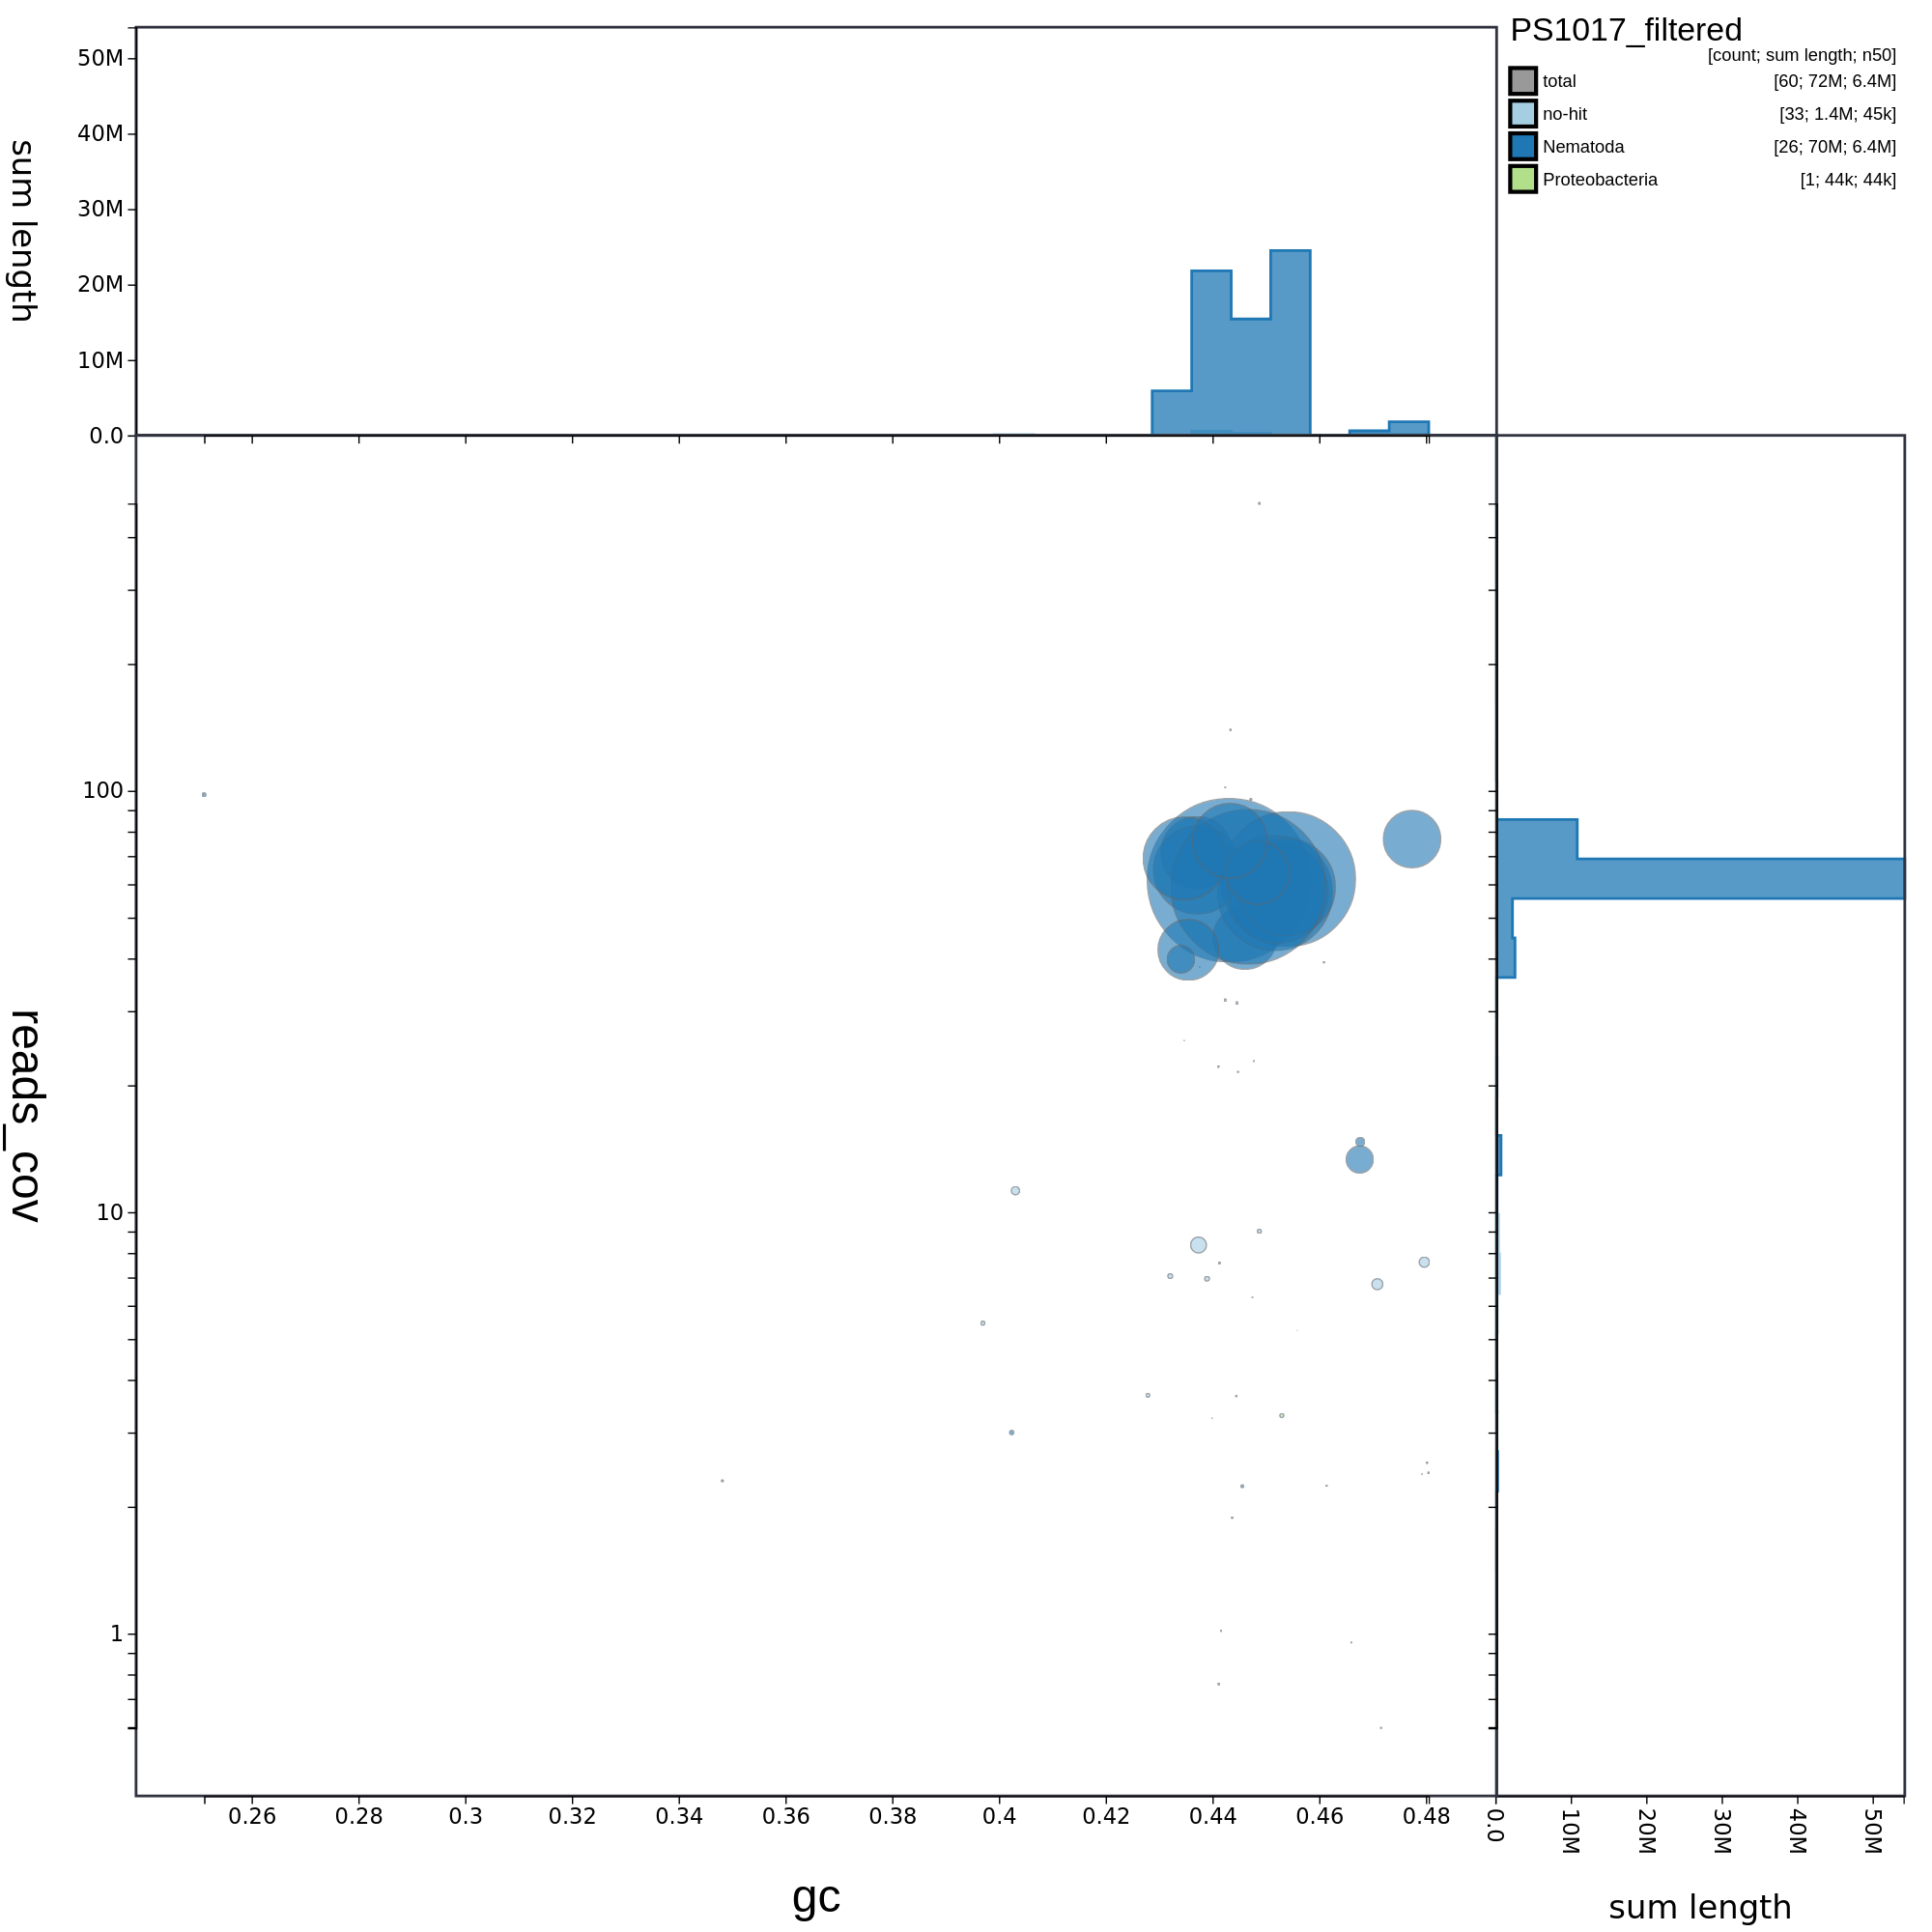 PS1017_filtered
[count; sum length; n50]
total [60; 72M; 6.4M]
no-hit [33; 1.4M; 45k]
Nematoda [26; 70M; 6.4M]
Proteobacteria [1; 44k; 44k]
sum length
50M
40M
30M
20M
10M
0.0
reads_cov
100
10
1
0.26 0.28 0.3 0.32 0.34 0.36 0.38 0.4 0.42 0.44 0.46 0.48
gc
0.0 10M 20M 30M 40M 50M
sum length